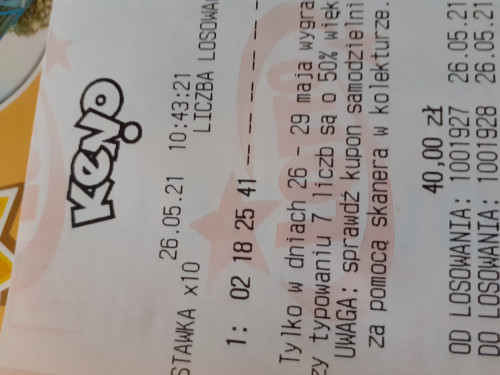 KENO
26.05.21 10:43:21
STAWKA x10 LICZBA LOSOWAŃ
1: 02 18 25 41 -- -- -- -- --
Tylko w dniach 26 - 29 maja wygra
zy typowaniu 7 liczb są o 50% więk
UWAGA: sprawdź kupon samodzielni
za pomocą skanera w kolekturze.
40,00 zł
OD LOSOWANIA: 1001927 26.05.21
DO LOSOWANIA: 1001928 26.05.21